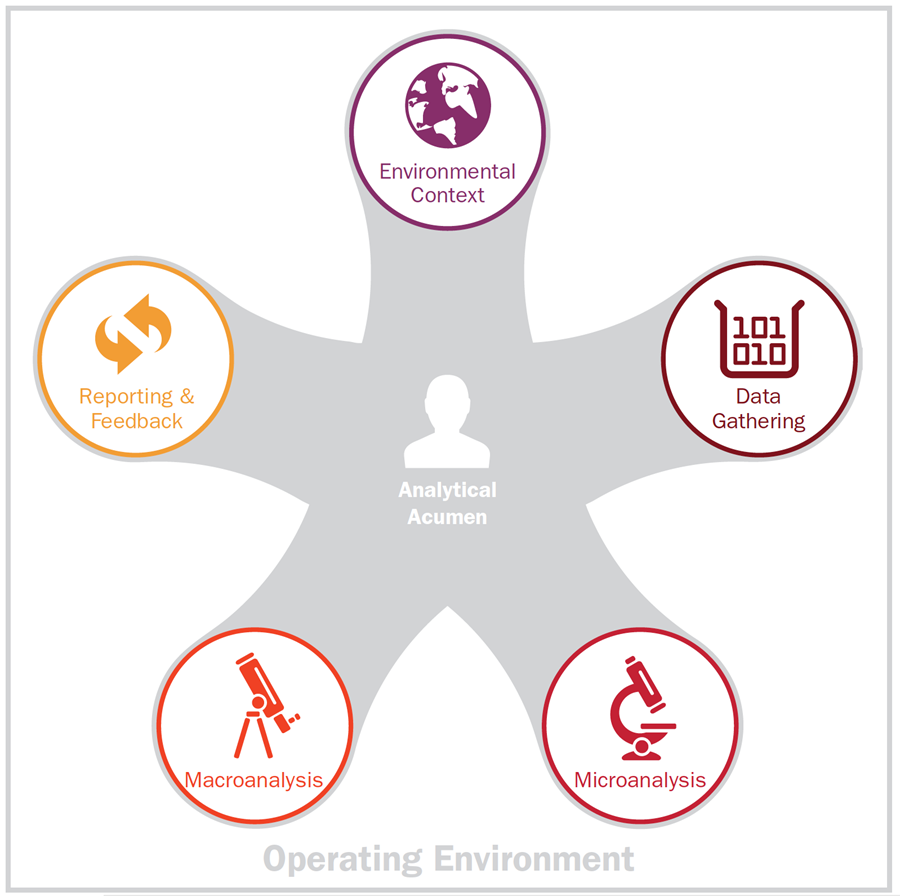 Environmental
Context
Reporting &
Feedback
101
010
Data
Gathering
Analytical
Acumen
Macroanalysis
Microanalysis
Operating Environment